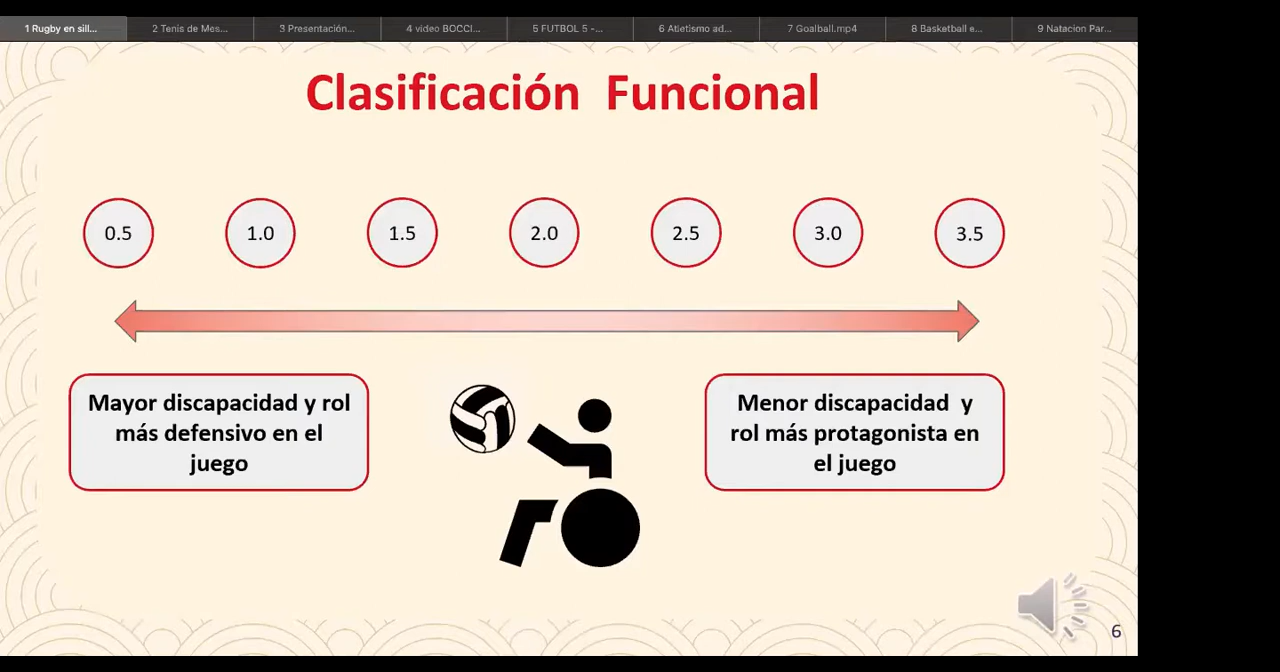 1 Rugby en sill...
2 Tenis de Mes...
3 Presentación...
4 video BOCCI...
5 FUTBOL 5 -...
6 Atletismo ad...
7 Goalball.mp4
8 Basketball e...
9 Natacion Par...
Clasificación Funcional
0.5
1.0
1.5
2.0
2.5
3.0
3.5
Mayor discapacidad y rol
más defensivo en el
juego
Menor discapacidad y
rol más protagonista en
el juego
6